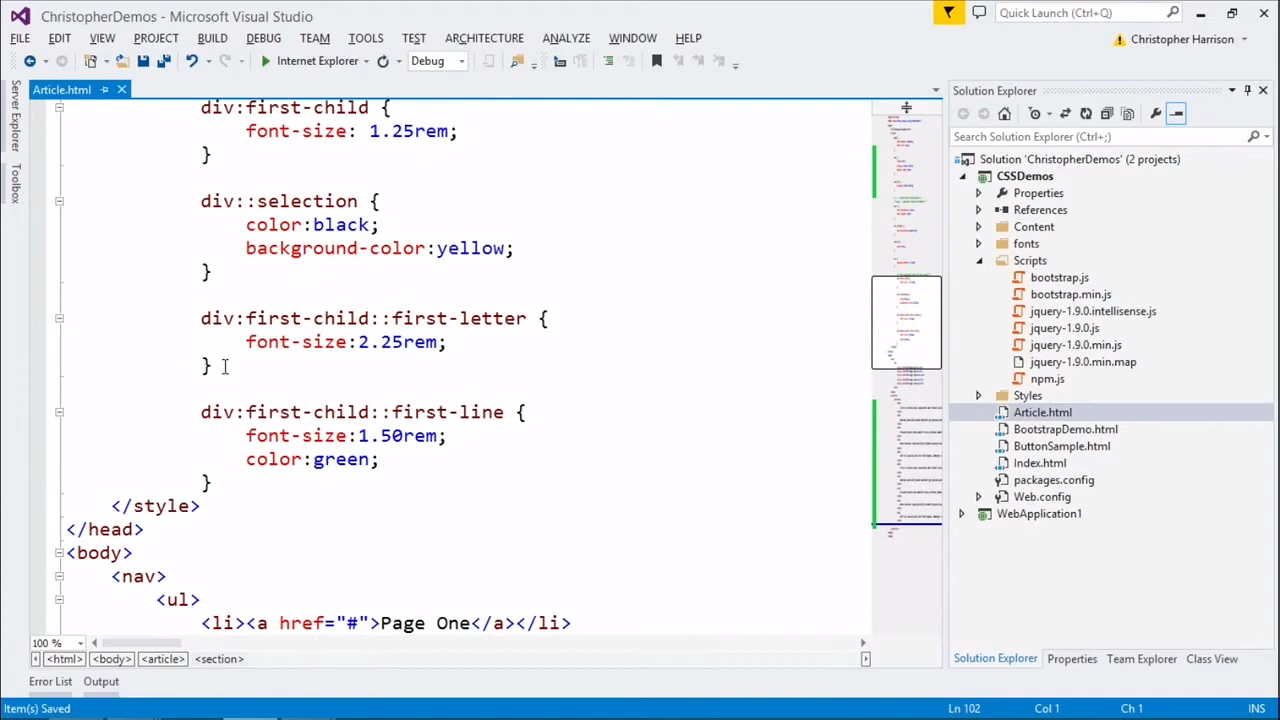 ChristopherDemos - Microsoft Visual Studio
Quick Launch (Ctrl+Q)
FILE EDIT VIEW PROJECT BUILD DEBUG TEAM TOOLS TEST ARCHITECTURE ANALYZE WINDOW HELP
Christopher Harrison
Internet Explorer
Debug
Server Explorer
Toolbox
Article.html
div:first-child {
font-size: 1.25rem;
}
div::selection {
color:black;
background-color:yellow;
}
div:first-child::first-letter {
font-size:2.25rem;
}
div:first-child::first-line {
font-size:1.50rem;
color:green;
}
</style>
</head>
<body>
<nav>
<ul>
<li><a href="#">Page One</a></li>
100 %
<html> <body> <article> <section>
Error List Output
Solution Explorer
Search Solution Explorer (Ctrl+;)
Solution 'ChristopherDemos' (2 projects)
CSSDemos
Properties
References
Content
fonts
Scripts
bootstrap.js
bootstrap.min.js
jquery-1.9.0.intellisense.js
jquery-1.9.0.js
jquery-1.9.0.min.js
jquery-1.9.0.min.map
npm.js
Styles
Article.html
BootstrapDemo.html
ButtonSample.html
Index.html
packages.config
Web.config
WebApplication1
Solution Explorer Properties Team Explorer Class View
Item(s) Saved
Ln 102 Col 1 Ch 1 INS